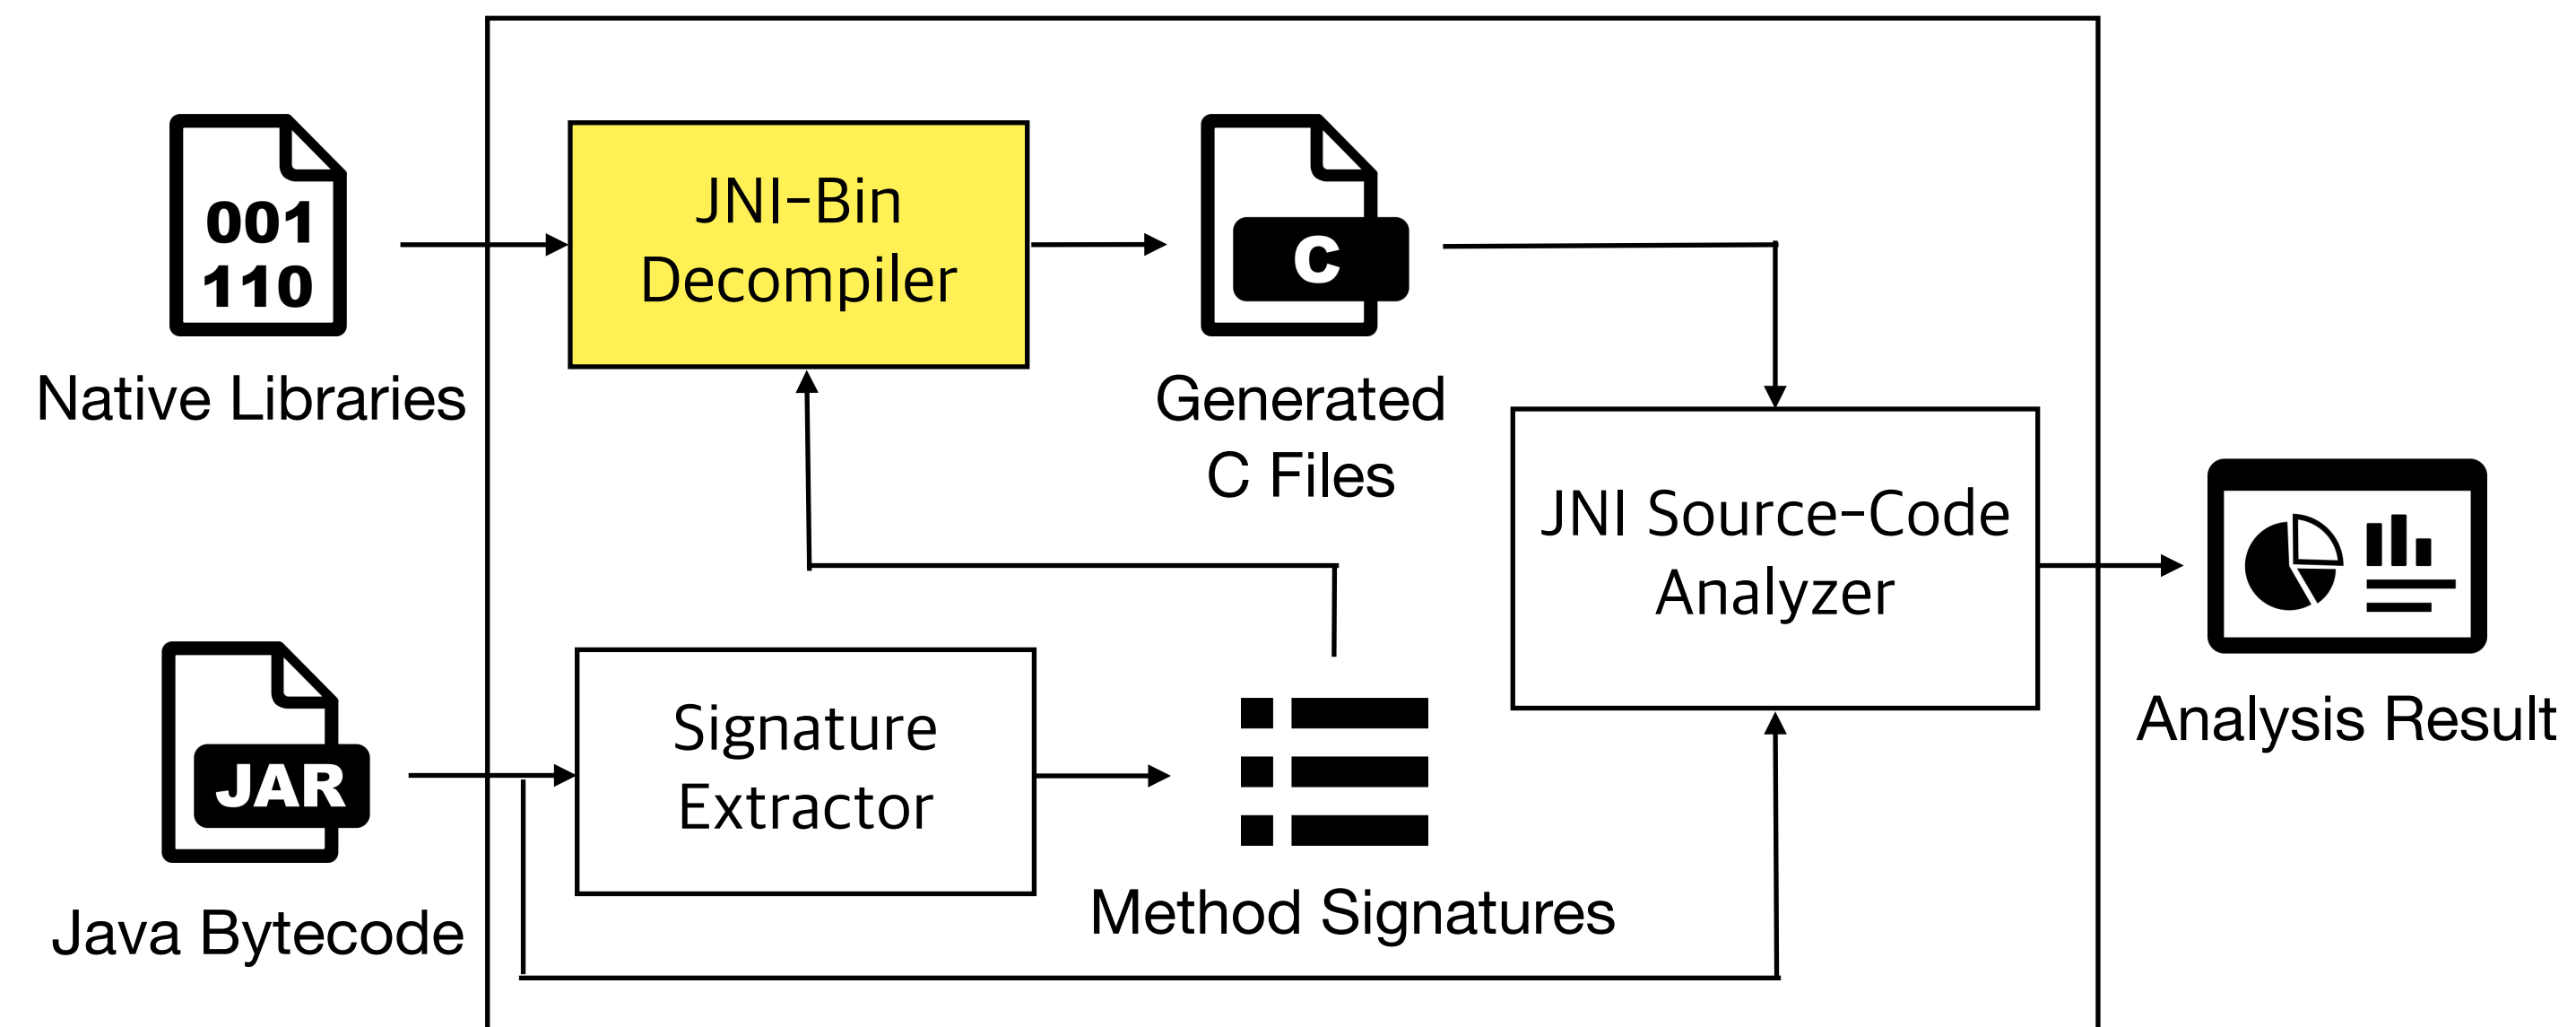 001
110
Native Libraries
JNI-Bin
Decompiler
C
Generated
C Files
JNI Source-Code
Analyzer
Analysis Result
JAR
Java Bytecode
Signature
Extractor
Method Signatures